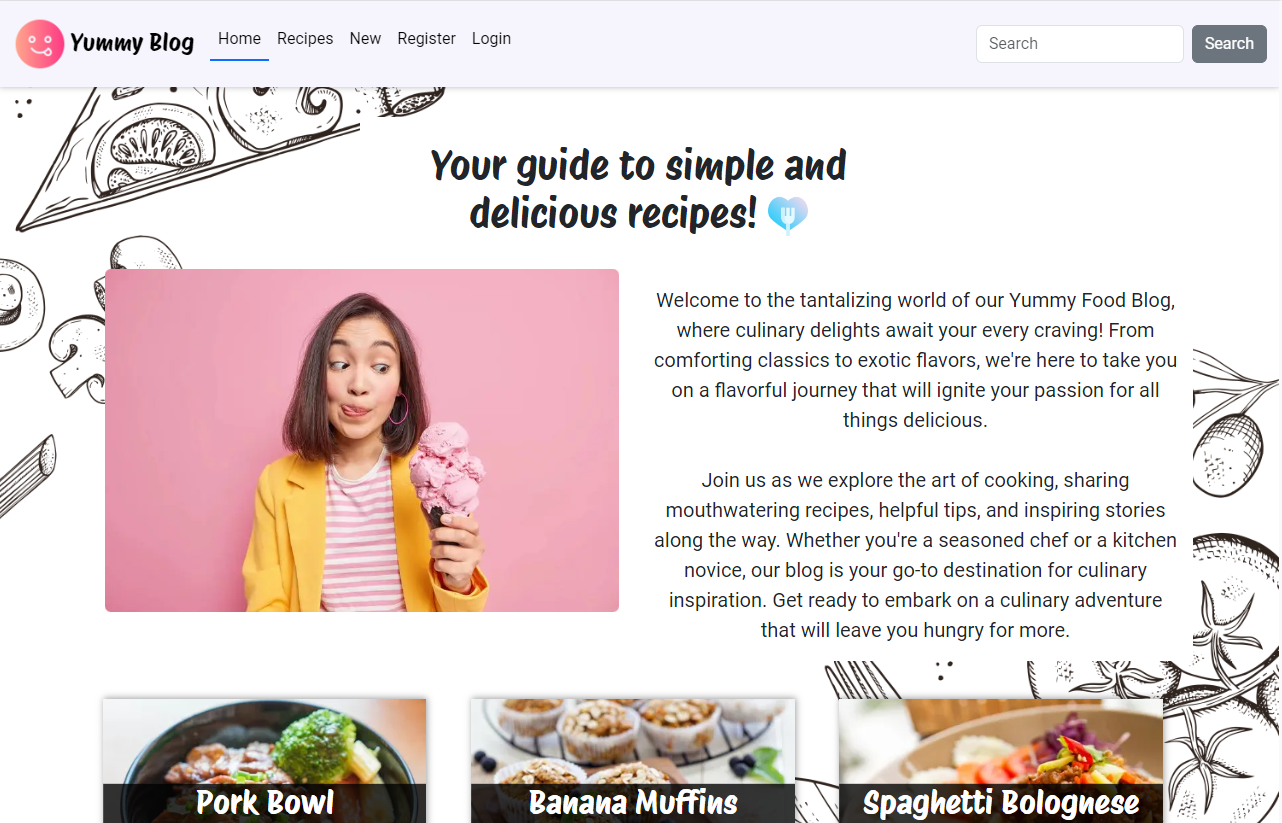 Yummy Blog
Home
Recipes
New
Register
Login
Search
Search
Your guide to simple and
delicious recipes!
Welcome to the tantalizing world of our Yummy Food Blog,
where culinary delights await your every craving! From
comforting classics to exotic flavors, we're here to take you
on a flavorful journey that will ignite your passion for all
things delicious.
Join us as we explore the art of cooking, sharing
mouthwatering recipes, helpful tips, and inspiring stories
along the way. Whether you're a seasoned chef or a kitchen
novice, our blog is your go-to destination for culinary
inspiration. Get ready to embark on a culinary adventure
that will leave you hungry for more.
Pork Bowl
Banana Muffins
Spaghetti Bolognese